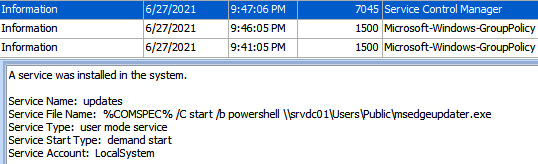 Information 6/27/2021 9:47:06 PM 7045 Service Control Manager
Information 6/27/2021 9:46:05 PM 1500 Microsoft-Windows-GroupPolicy
Information 6/27/2021 9:41:05 PM 1500 Microsoft-Windows-GroupPolicy
A service was installed in the system.
Service Name: updates
Service File Name: %COMSPEC% /C start /b powershell \\srvdc01\Users\Public\msedgeupdater.exe
Service Type: user mode service
Service Start Type: demand start
Service Account: LocalSystem